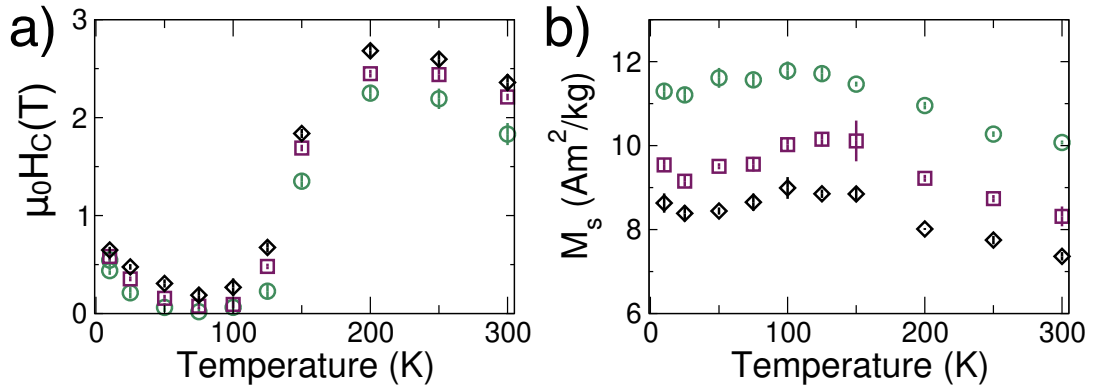 a)
3
2
1
0
0
100
200
300
Temperature (K)
μ₀Hc(T)
b)
12
10
8
6
0
100
200
300
Temperature (K)
Mₛ (Am²/kg)